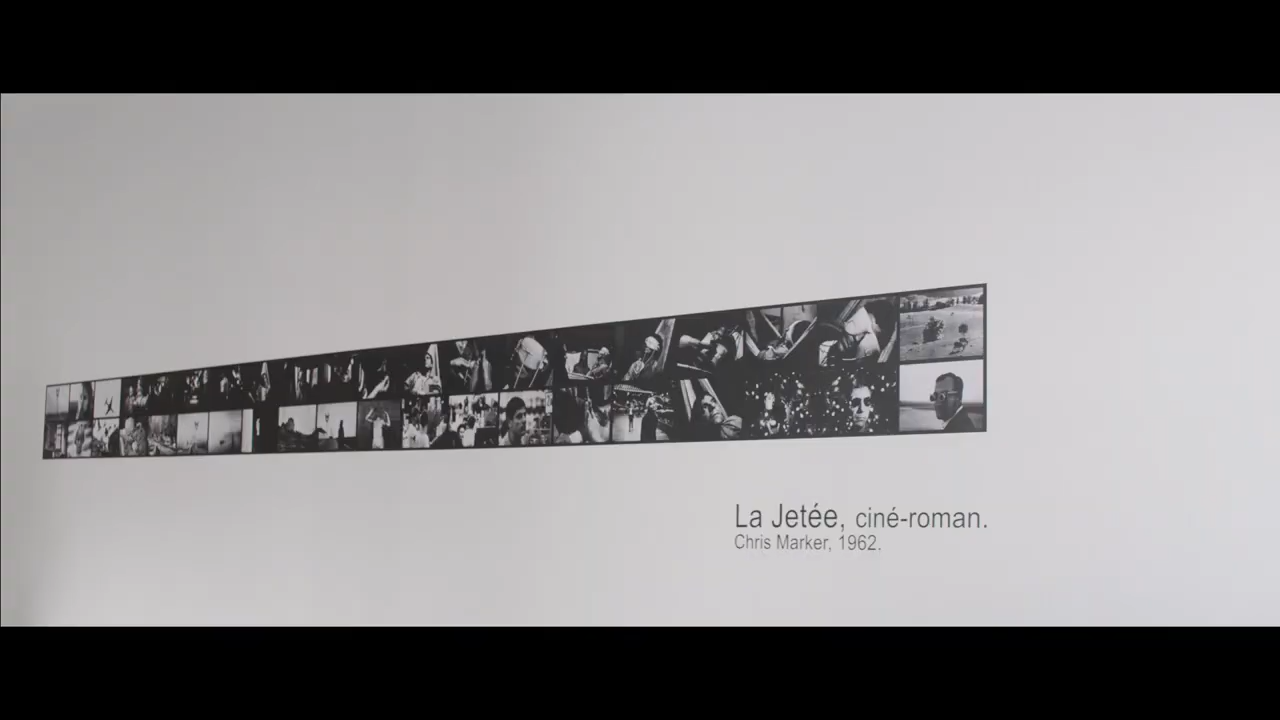 La Jetée, ciné-roman.
Chris Marker, 1962.